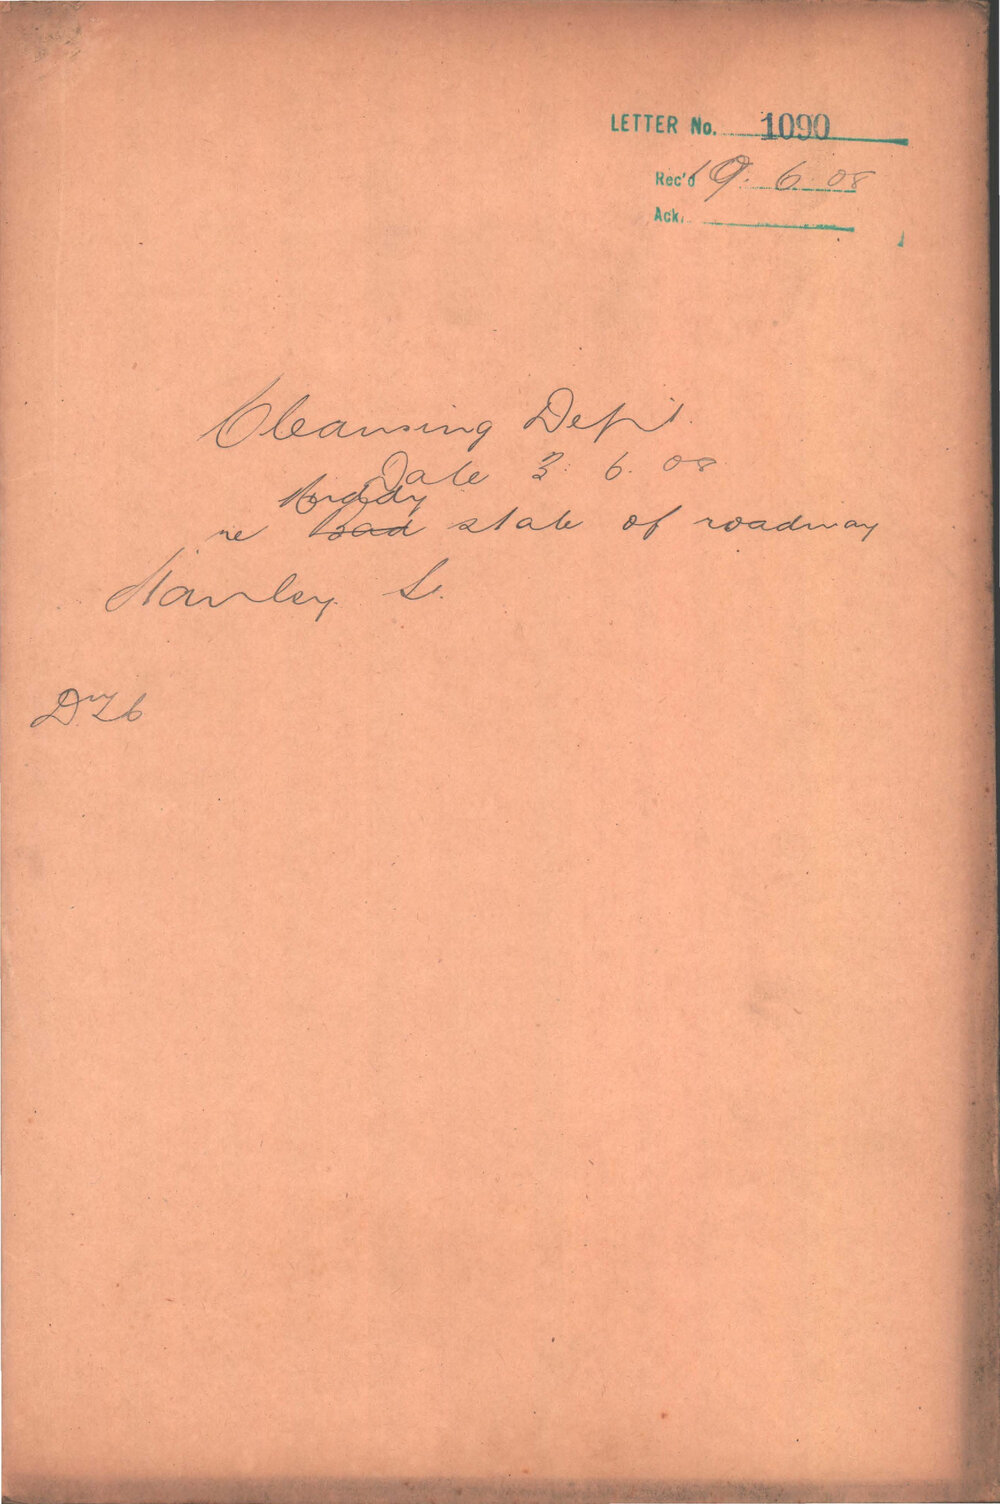 LETTER No. 1090
Rec'd 19. 6. 08
Ack.
Cleansing Dept.
Date 3. 6. 08
Muddy
re bad state of roadway
Stanley St.